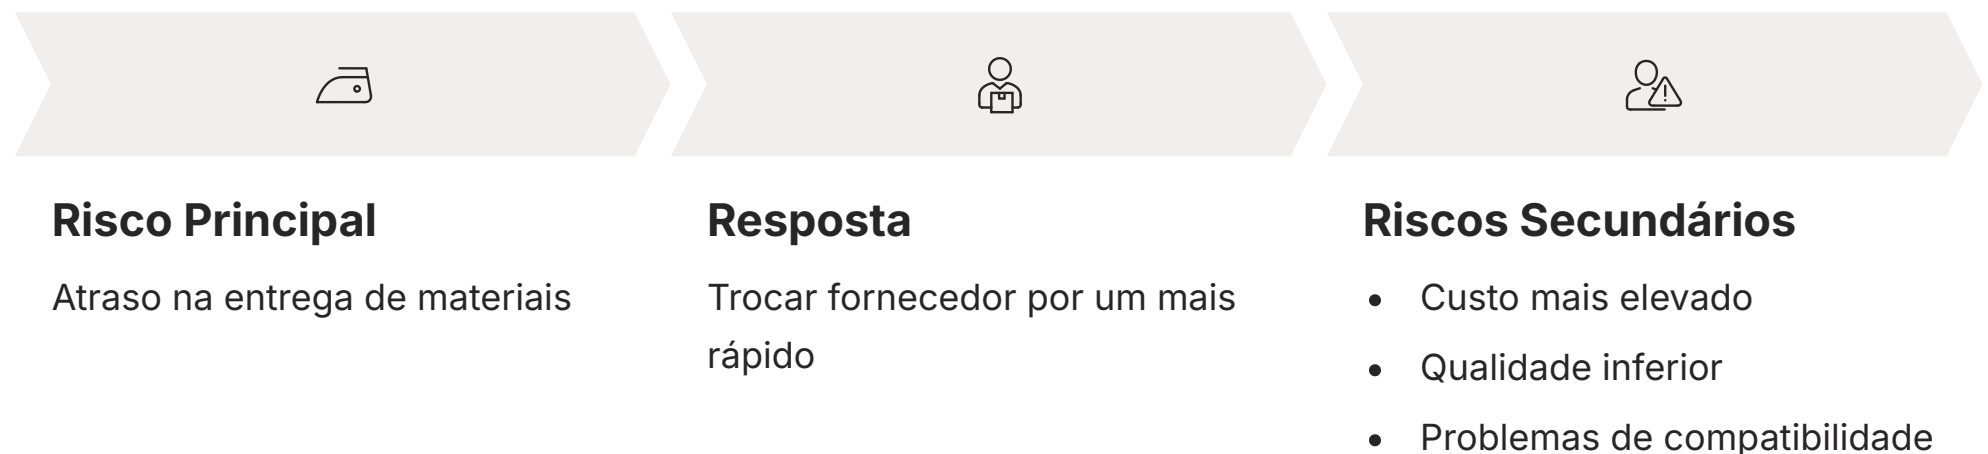 Risco Principal
Atraso na entrega de materiais
Resposta
Trocar fornecedor por um mais
rápido
Riscos Secundários
• Custo mais elevado
• Qualidade inferior
• Problemas de compatibilidade